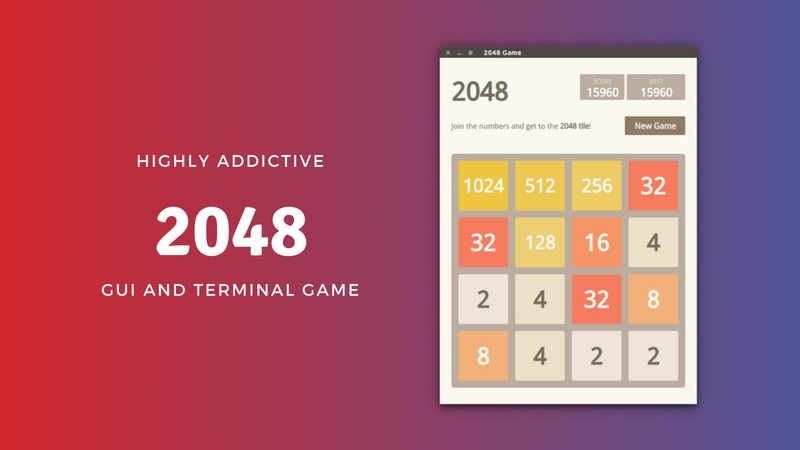 HIGHLY ADDICTIVE
2048
GUI AND TERMINAL GAME
2048 Game
2048
SCORE
15960
BEST
15960
Join the numbers and get to the 2048 tile!
New Game
1024 512 256 32
32 128 16 4
2 4 32 8
8 4 2 2